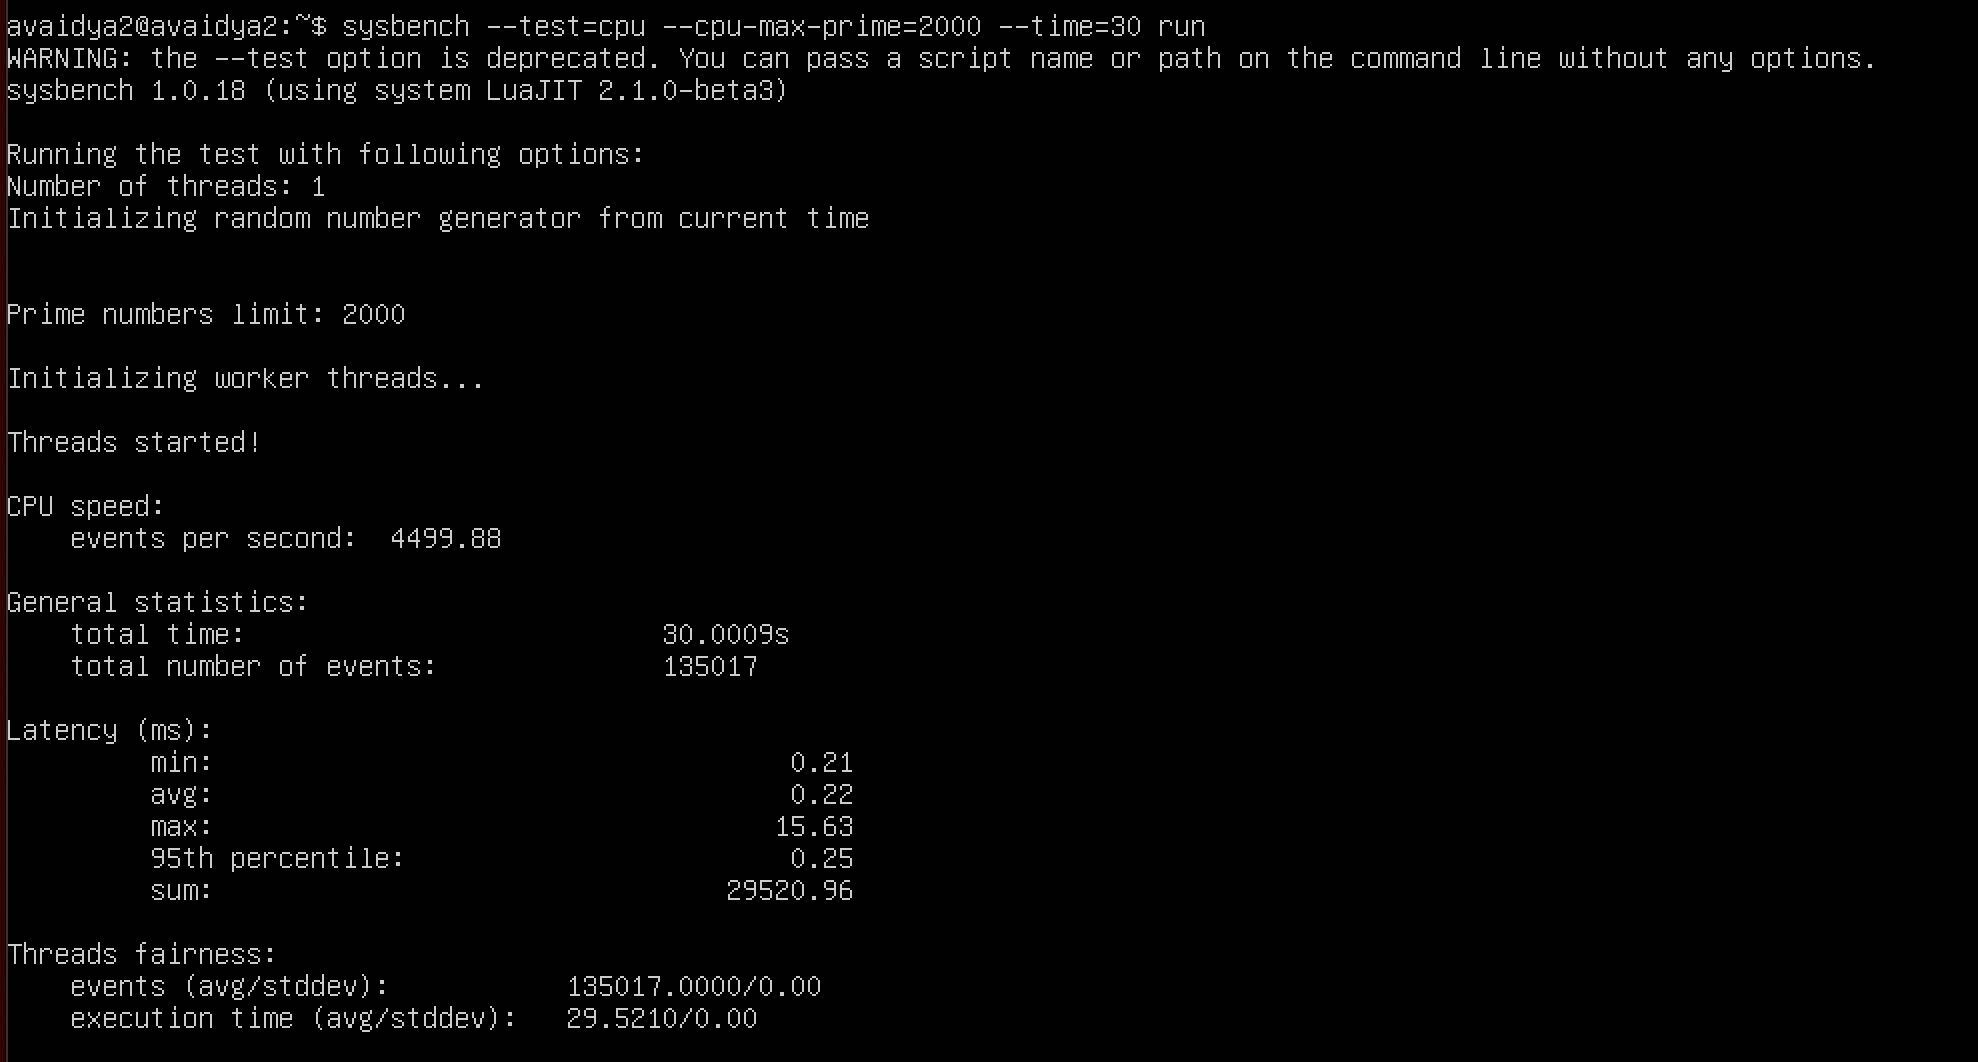 avaidya2@avaidya2:~$ sysbench --test=cpu --cpu-max-prime=2000 --time=30 run
WARNING: the --test option is deprecated. You can pass a script name or path on the command line without any options.
sysbench 1.0.18 (using system LuaJIT 2.1.0-beta3)
Running the test with following options:
Number of threads: 1
Initializing random number generator from current time
Prime numbers limit: 2000
Initializing worker threads...
Threads started!
CPU speed:
    events per second:  4499.88
General statistics:
    total time:                          30.0009s
    total number of events:              135017
Latency (ms):
         min:                                    0.21
         avg:                                    0.22
         max:                                   15.63
         95th percentile:                        0.25
         sum:                                29520.96
Threads fairness:
    events (avg/stddev):           135017.0000/0.00
    execution time (avg/stddev):   29.5210/0.00